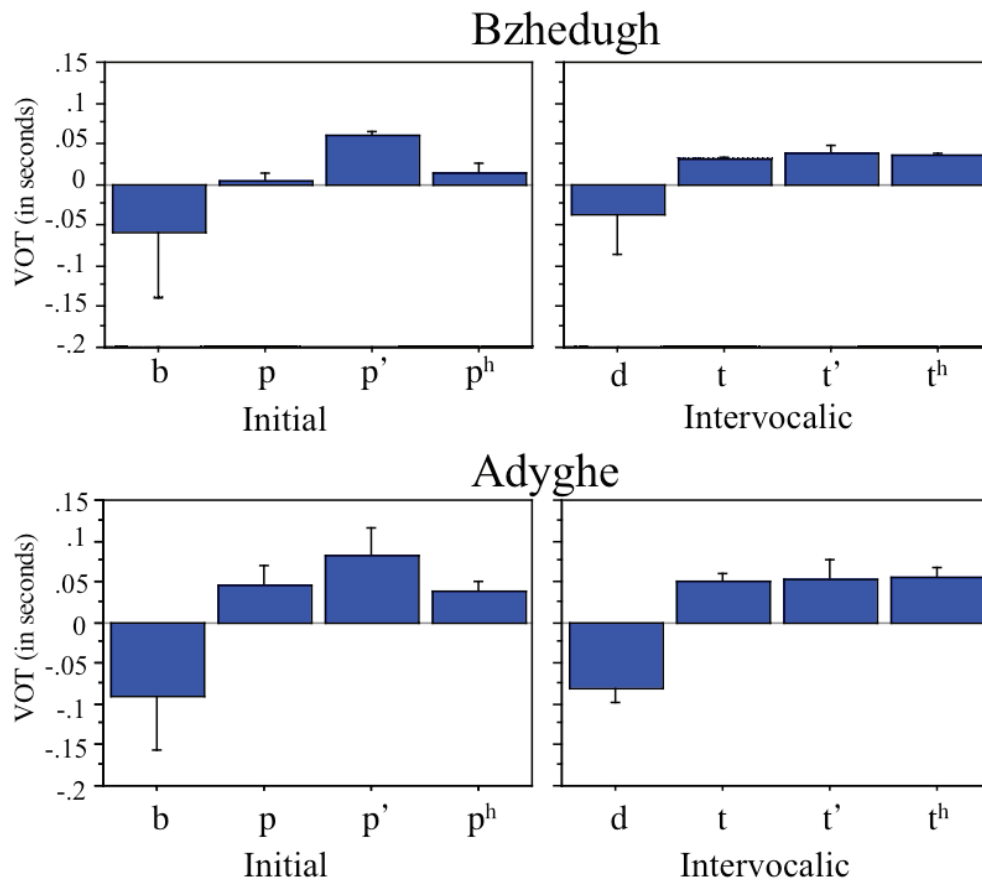 Bzhedugh
VOT (in seconds)
.15
.1
.05
0
-.05
-.1
-.15
-.2
b p p’ pʰ
Initial
d t t’ tʰ
Intervocalic
Adyghe
VOT (in seconds)
.15
.1
.05
0
-.05
-.1
-.15
-.2
b p p’ pʰ
Initial
d t t’ tʰ
Intervocalic